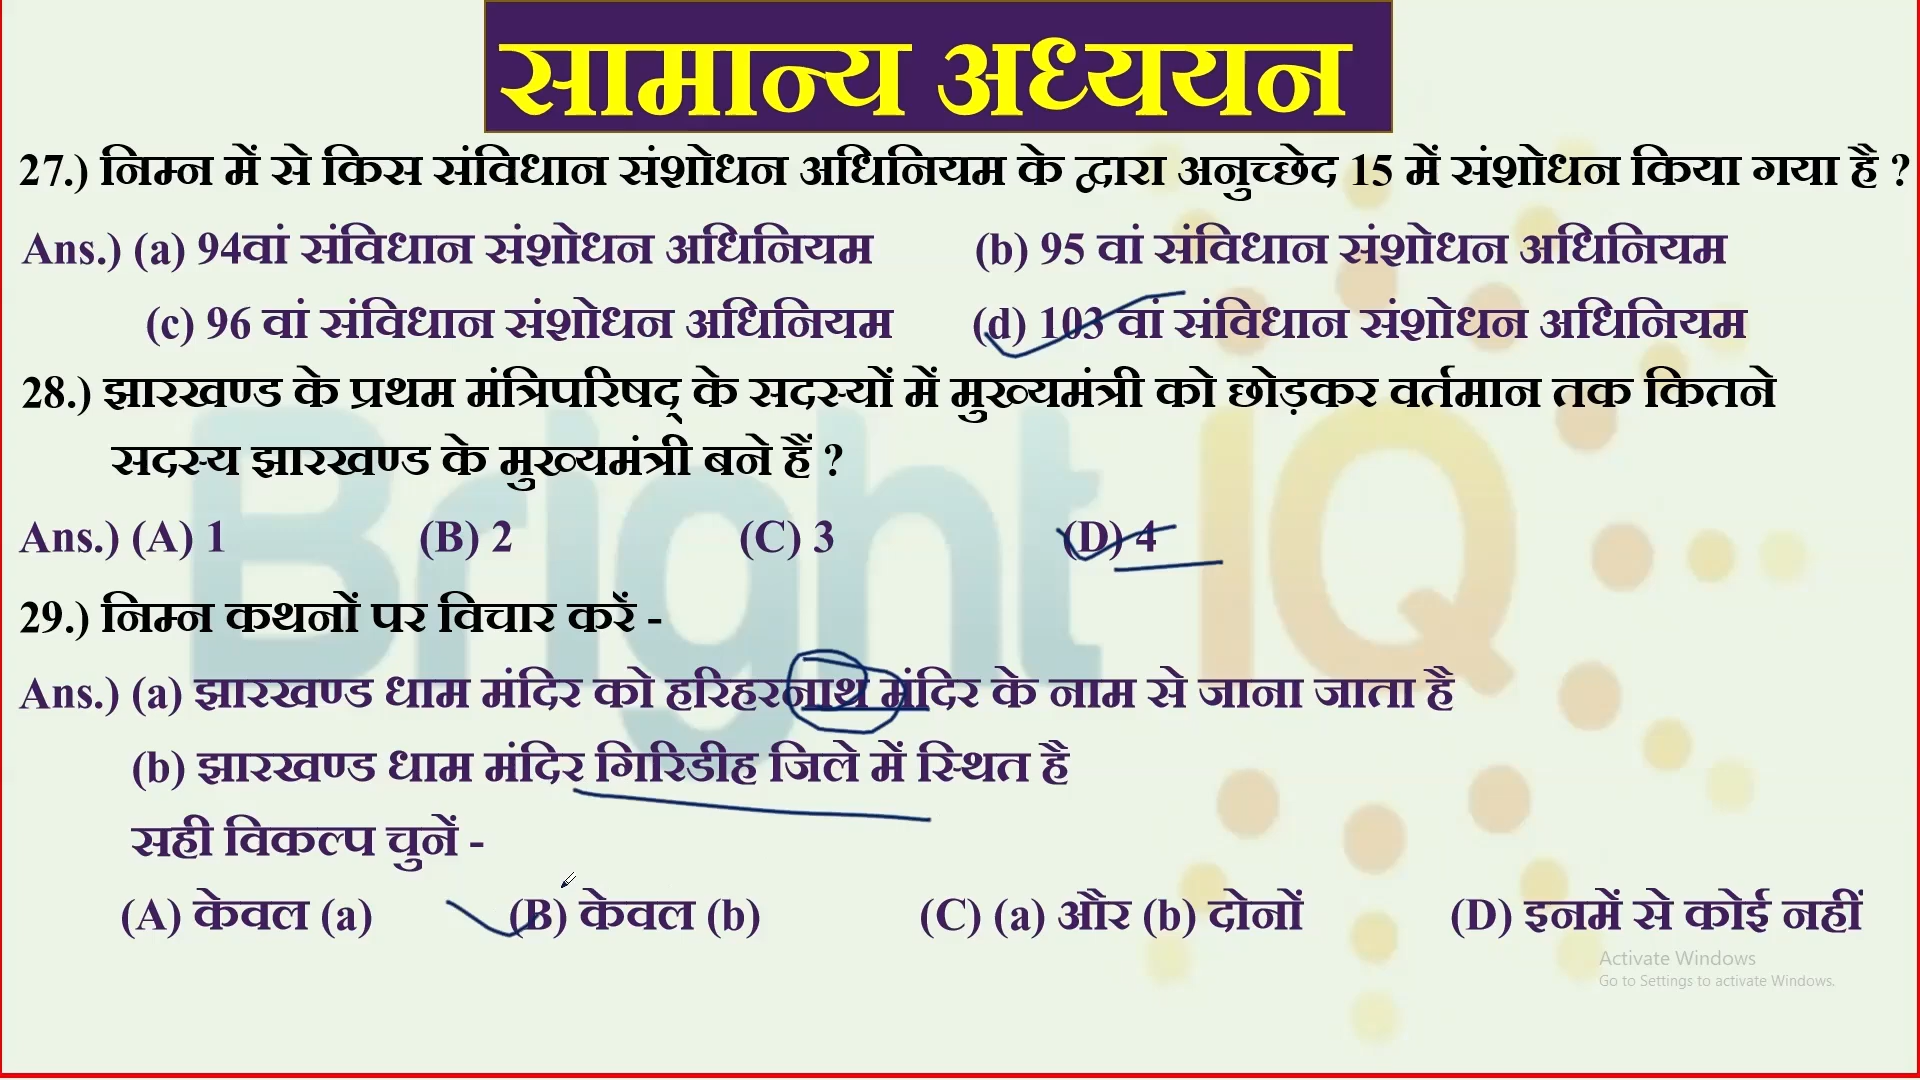 सामान्य अध्ययन
27.) निम्न में से किस संविधान संशोधन अधिनियम के द्वारा अनुच्छेद 15 में संशोधन किया गया है ?
Ans.) (a) 94वां संविधान संशोधन अधिनियम (b) 95 वां संविधान संशोधन अधिनियम
(c) 96 वां संविधान संशोधन अधिनियम (d) 103 वां संविधान संशोधन अधिनियम
28.) झारखण्ड के प्रथम मंत्रिपरिषद् के सदस्यों में मुख्यमंत्री को छोड़कर वर्तमान तक कितने
सदस्य झारखण्ड के मुख्यमंत्री बने हैं ?
Ans.) (A) 1 (B) 2 (C) 3 (D) 4
Bright IQ
29.) निम्न कथनों पर विचार करें -
Ans.) (a) झारखण्ड धाम मंदिर को हरिहरनाथ मंदिर के नाम से जाना जाता है
(b) झारखण्ड धाम मंदिर गिरिडीह जिले में स्थित है
सही विकल्प चुनें -
(A) केवल (a) (B) केवल (b) (C) (a) और (b) दोनों (D) इनमें से कोई नहीं
Activate Windows
Go to Settings to activate Windows.